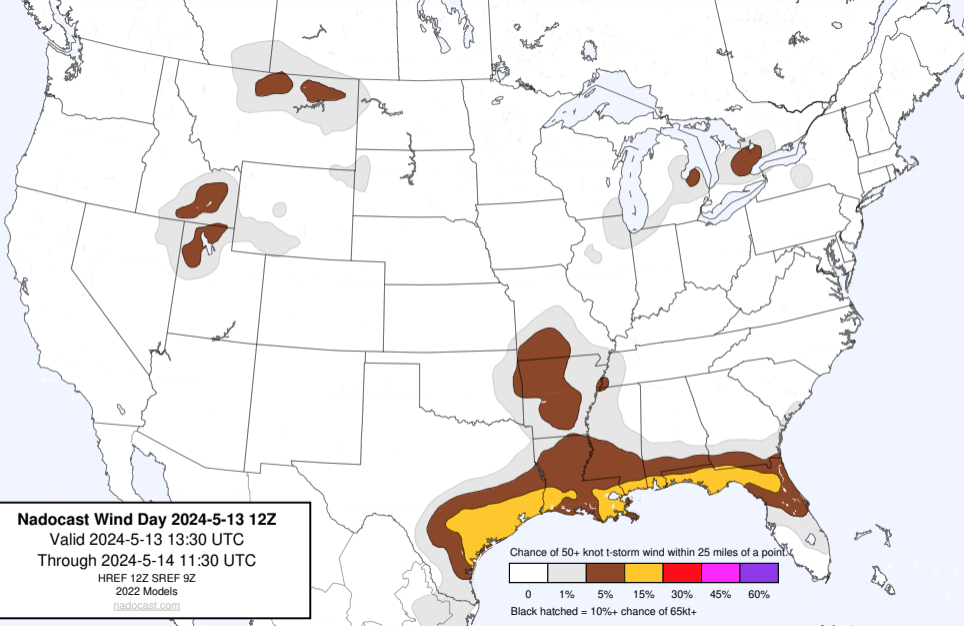 Nadocast Wind Day 2024-5-13 12Z
Valid 2024-5-13 13:30 UTC
Through 2024-5-14 11:30 UTC
HREF 12Z SREF 9Z
2022 Models
nadocast.com
Chance of 50+ knot t-storm wind within 25 miles of a point.
0 1% 5% 15% 30% 45% 60%
Black hatched = 10%+ chance of 65kt+